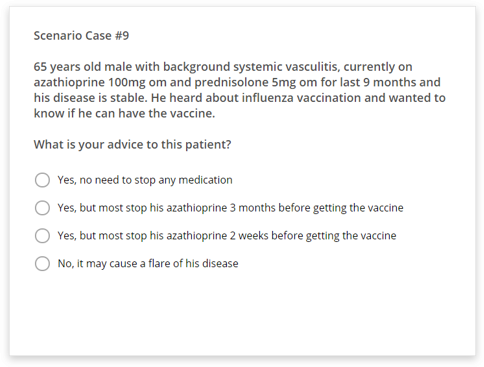 Scenario Case #9
65 years old male with background systemic vasculitis, currently on
azathioprine 100mg om and prednisolone 5mg om for last 9 months and
his disease is stable. He heard about influenza vaccination and wanted to
know if he can have the vaccine.
What is your advice to this patient?
Yes, no need to stop any medication
Yes, but most stop his azathioprine 3 months before getting the vaccine
Yes, but most stop his azathioprine 2 weeks before getting the vaccine
No, it may cause a flare of his disease